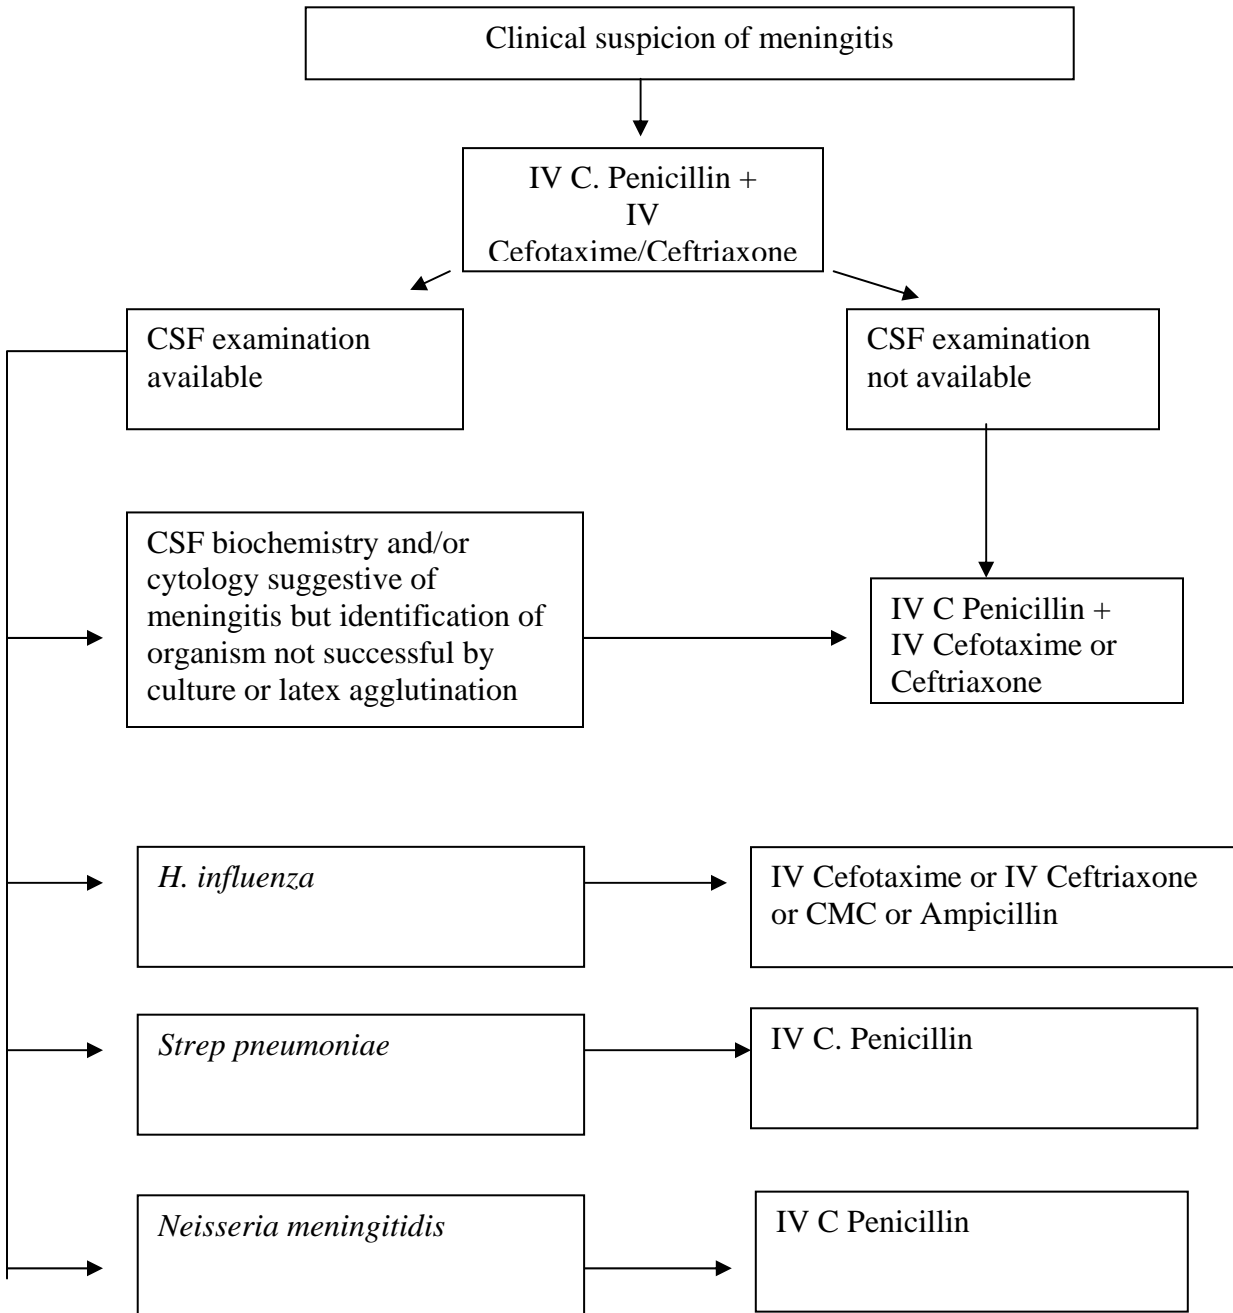 Clinical suspicion of meningitis
IV C. Penicillin +
IV
Cefotaxime/Ceftriaxone
CSF examination
available
CSF examination
not available
CSF biochemistry and/or
cytology suggestive of
meningitis but identification of
organism not successful by
culture or latex agglutination
IV C Penicillin +
IV Cefotaxime or
Ceftriaxone
H. influenza
IV Cefotaxime or IV Ceftriaxone
or CMC or Ampicillin
Strep pneumoniae
IV C. Penicillin
Neisseria meningitidis
IV C Penicillin